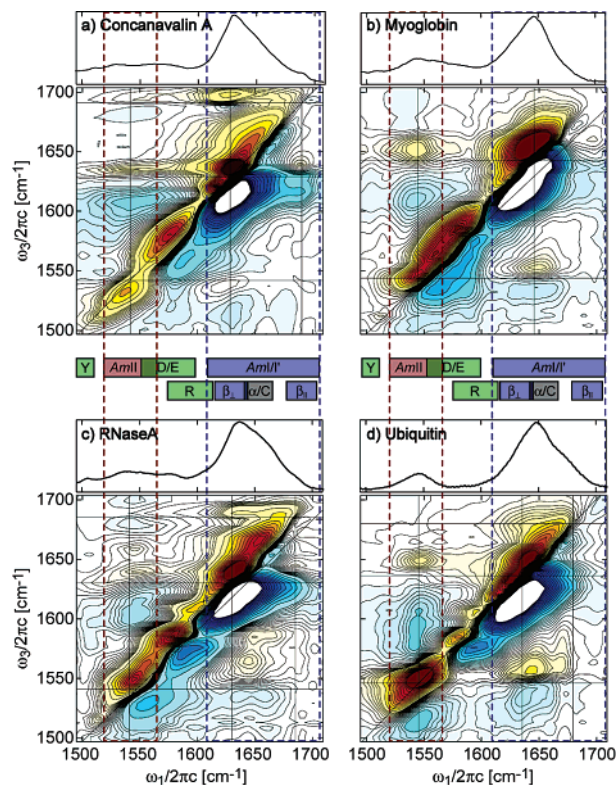 a) Concanavalin A
b) Myoglobin
1700
1650
1600
1550
1500
ω₃/2πc [cm⁻¹]
Y
AmII
D/E
AmI/I'
R
β⊥
α/C
β||
Y
AmII
D/E
AmI/I'
R
β⊥
α/C
β||
c) RNaseA
d) Ubiquitin
1700
1650
1600
1550
1500
ω₃/2πc [cm⁻¹]
1500 1550 1600 1650 1700
1500 1550 1600 1650 1700
ω₁/2πc [cm⁻¹]
ω₁/2πc [cm⁻¹]